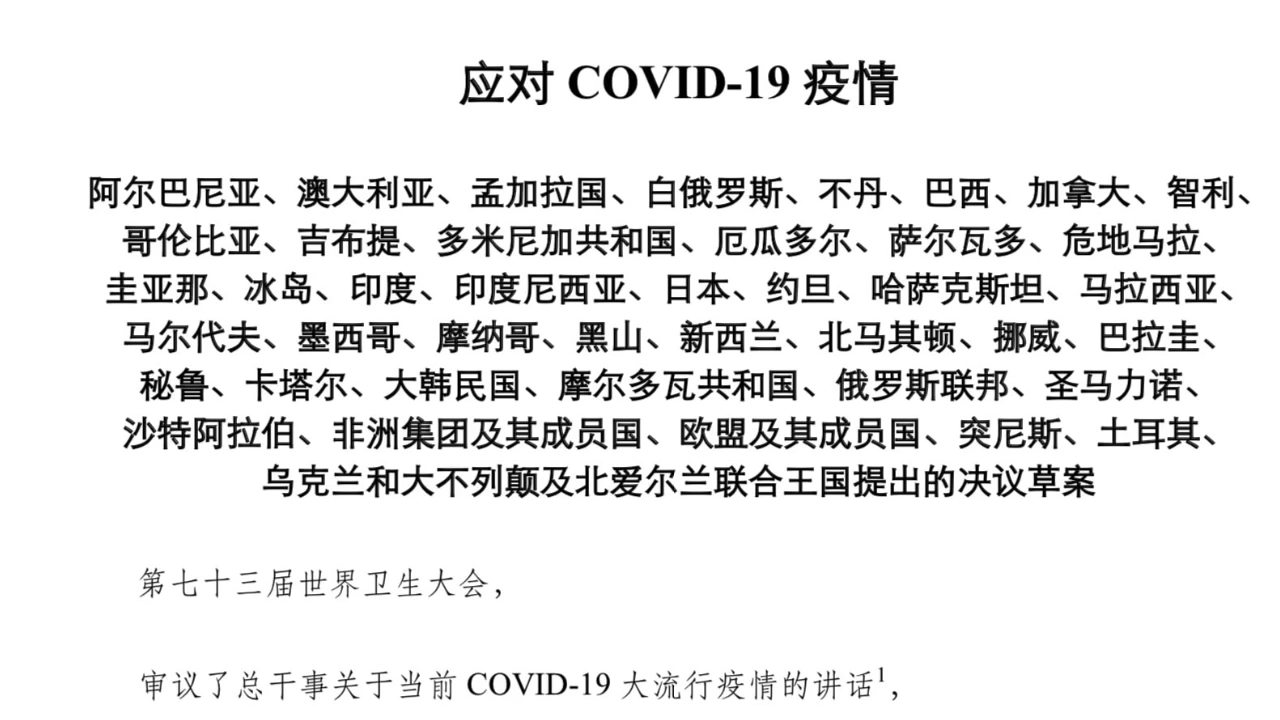 应对 COVID-19 疫情
阿尔巴尼亚、澳大利亚、孟加拉国、白俄罗斯、不丹、巴西、加拿大、智利、
哥伦比亚、吉布提、多米尼加共和国、厄瓜多尔、萨尔瓦多、危地马拉、
圭亚那、冰岛、印度、印度尼西亚、日本、约旦、哈萨克斯坦、马拉西亚、
马尔代夫、墨西哥、摩纳哥、黑山、新西兰、北马其顿、挪威、巴拉圭、
秘鲁、卡塔尔、大韩民国、摩尔多瓦共和国、俄罗斯联邦、圣马力诺、
沙特阿拉伯、非洲集团及其成员国、欧盟及其成员国、突尼斯、土耳其、
乌克兰和大不列颠及北爱尔兰联合王国提出的决议草案
第七十三届世界卫生大会，
审议了总干事关于当前 COVID-19 大流行疫情的讲话1，